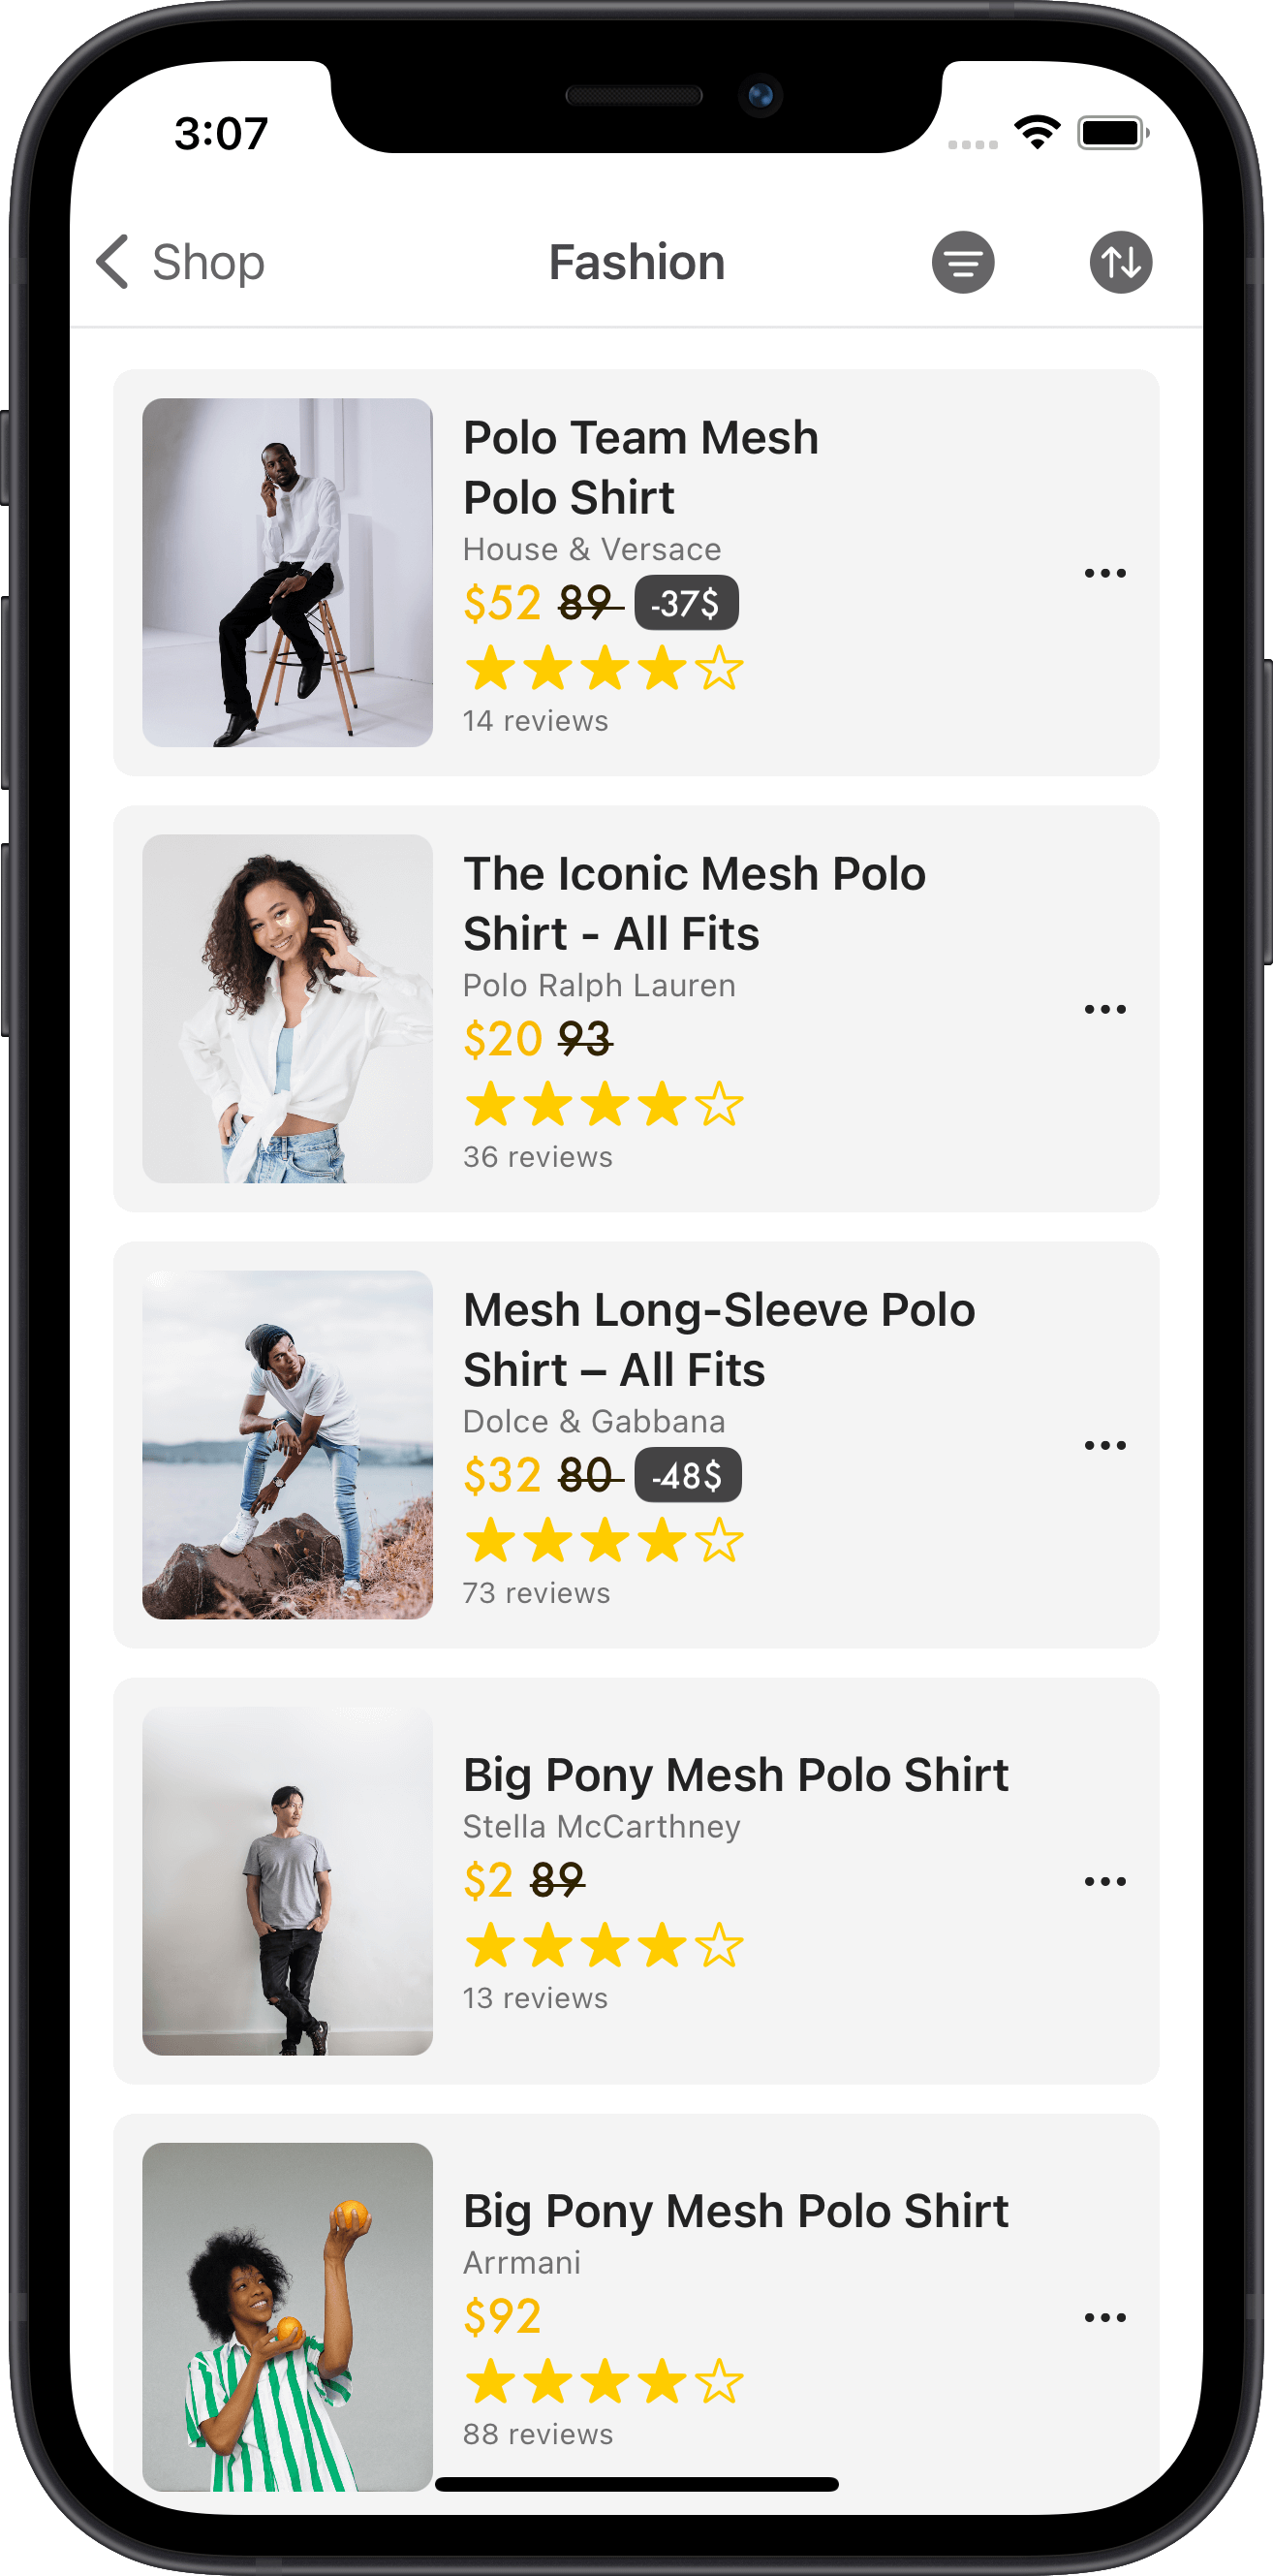 3:07
Shop
Fashion
Polo Team Mesh
Polo Shirt
House & Versace
$52 89 -37$
14 reviews
The Iconic Mesh Polo
Shirt - All Fits
Polo Ralph Lauren
$20 93
36 reviews
Mesh Long-Sleeve Polo
Shirt – All Fits
Dolce & Gabbana
$32 80 -48$
73 reviews
Big Pony Mesh Polo Shirt
Stella McCarthney
$2 89
13 reviews
Big Pony Mesh Polo Shirt
Arrmani
$92
88 reviews